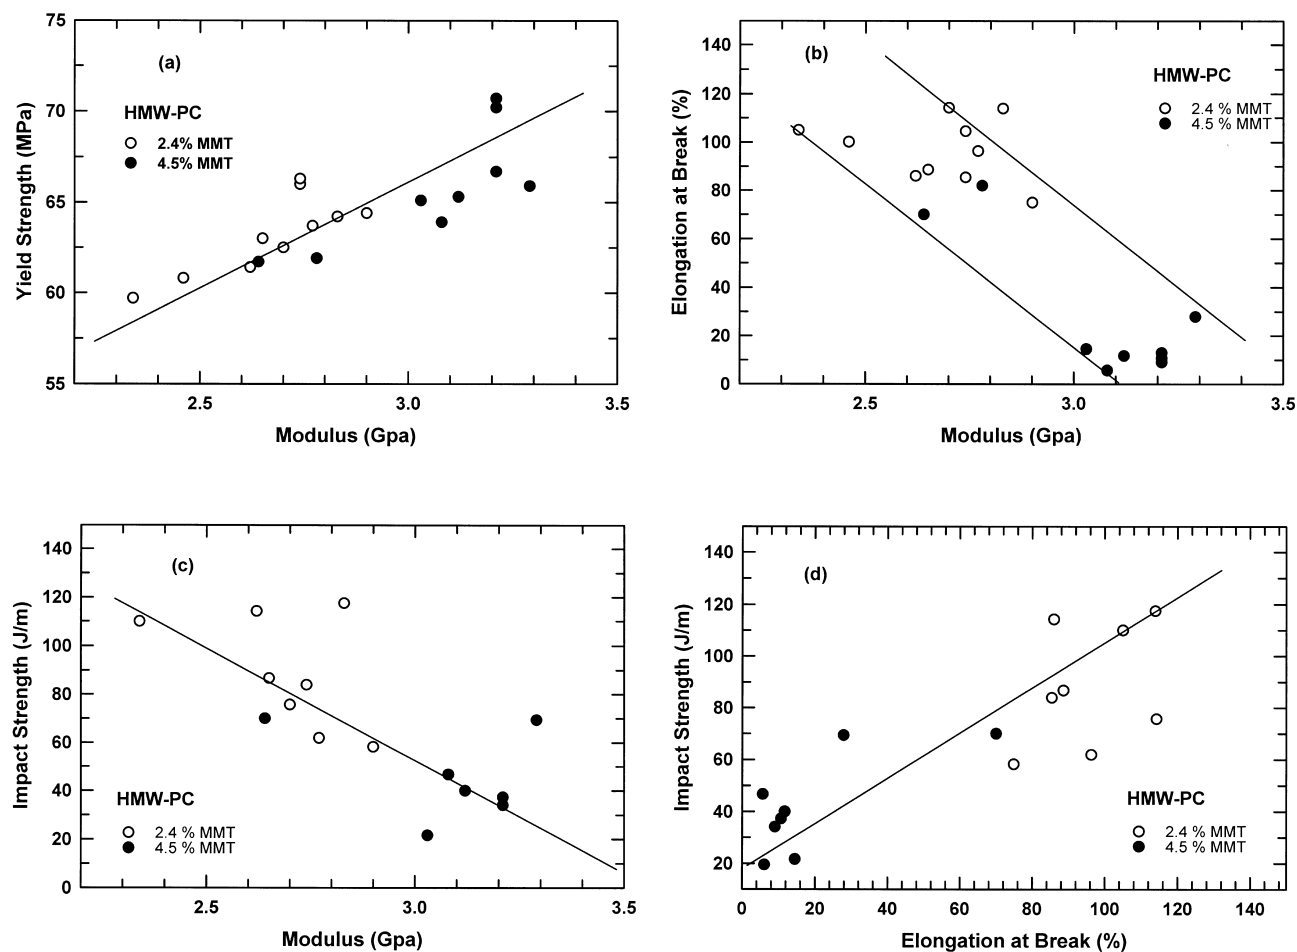 (a)
HMW-PC
2.4% MMT
4.5% MMT
75
70
65
60
55
2.5
3.0
3.5
Yield Strength (MPa)
Modulus (Gpa)
(b)
HMW-PC
2.4 % MMT
4.5 % MMT
140
120
100
80
60
40
20
0
2.5
3.0
3.5
Elongation at Break (%)
Modulus (Gpa)
(c)
HMW-PC
2.4 % MMT
4.5 % MMT
140
120
100
80
60
40
20
0
2.5
3.0
3.5
Impact Strength (J/m)
Modulus (Gpa)
(d)
HMW-PC
2.4 % MMT
4.5 % MMT
140
120
100
80
60
40
20
0
20
40
60
80
100
120
140
Impact Strength (J/m)
Elongation at Break (%)